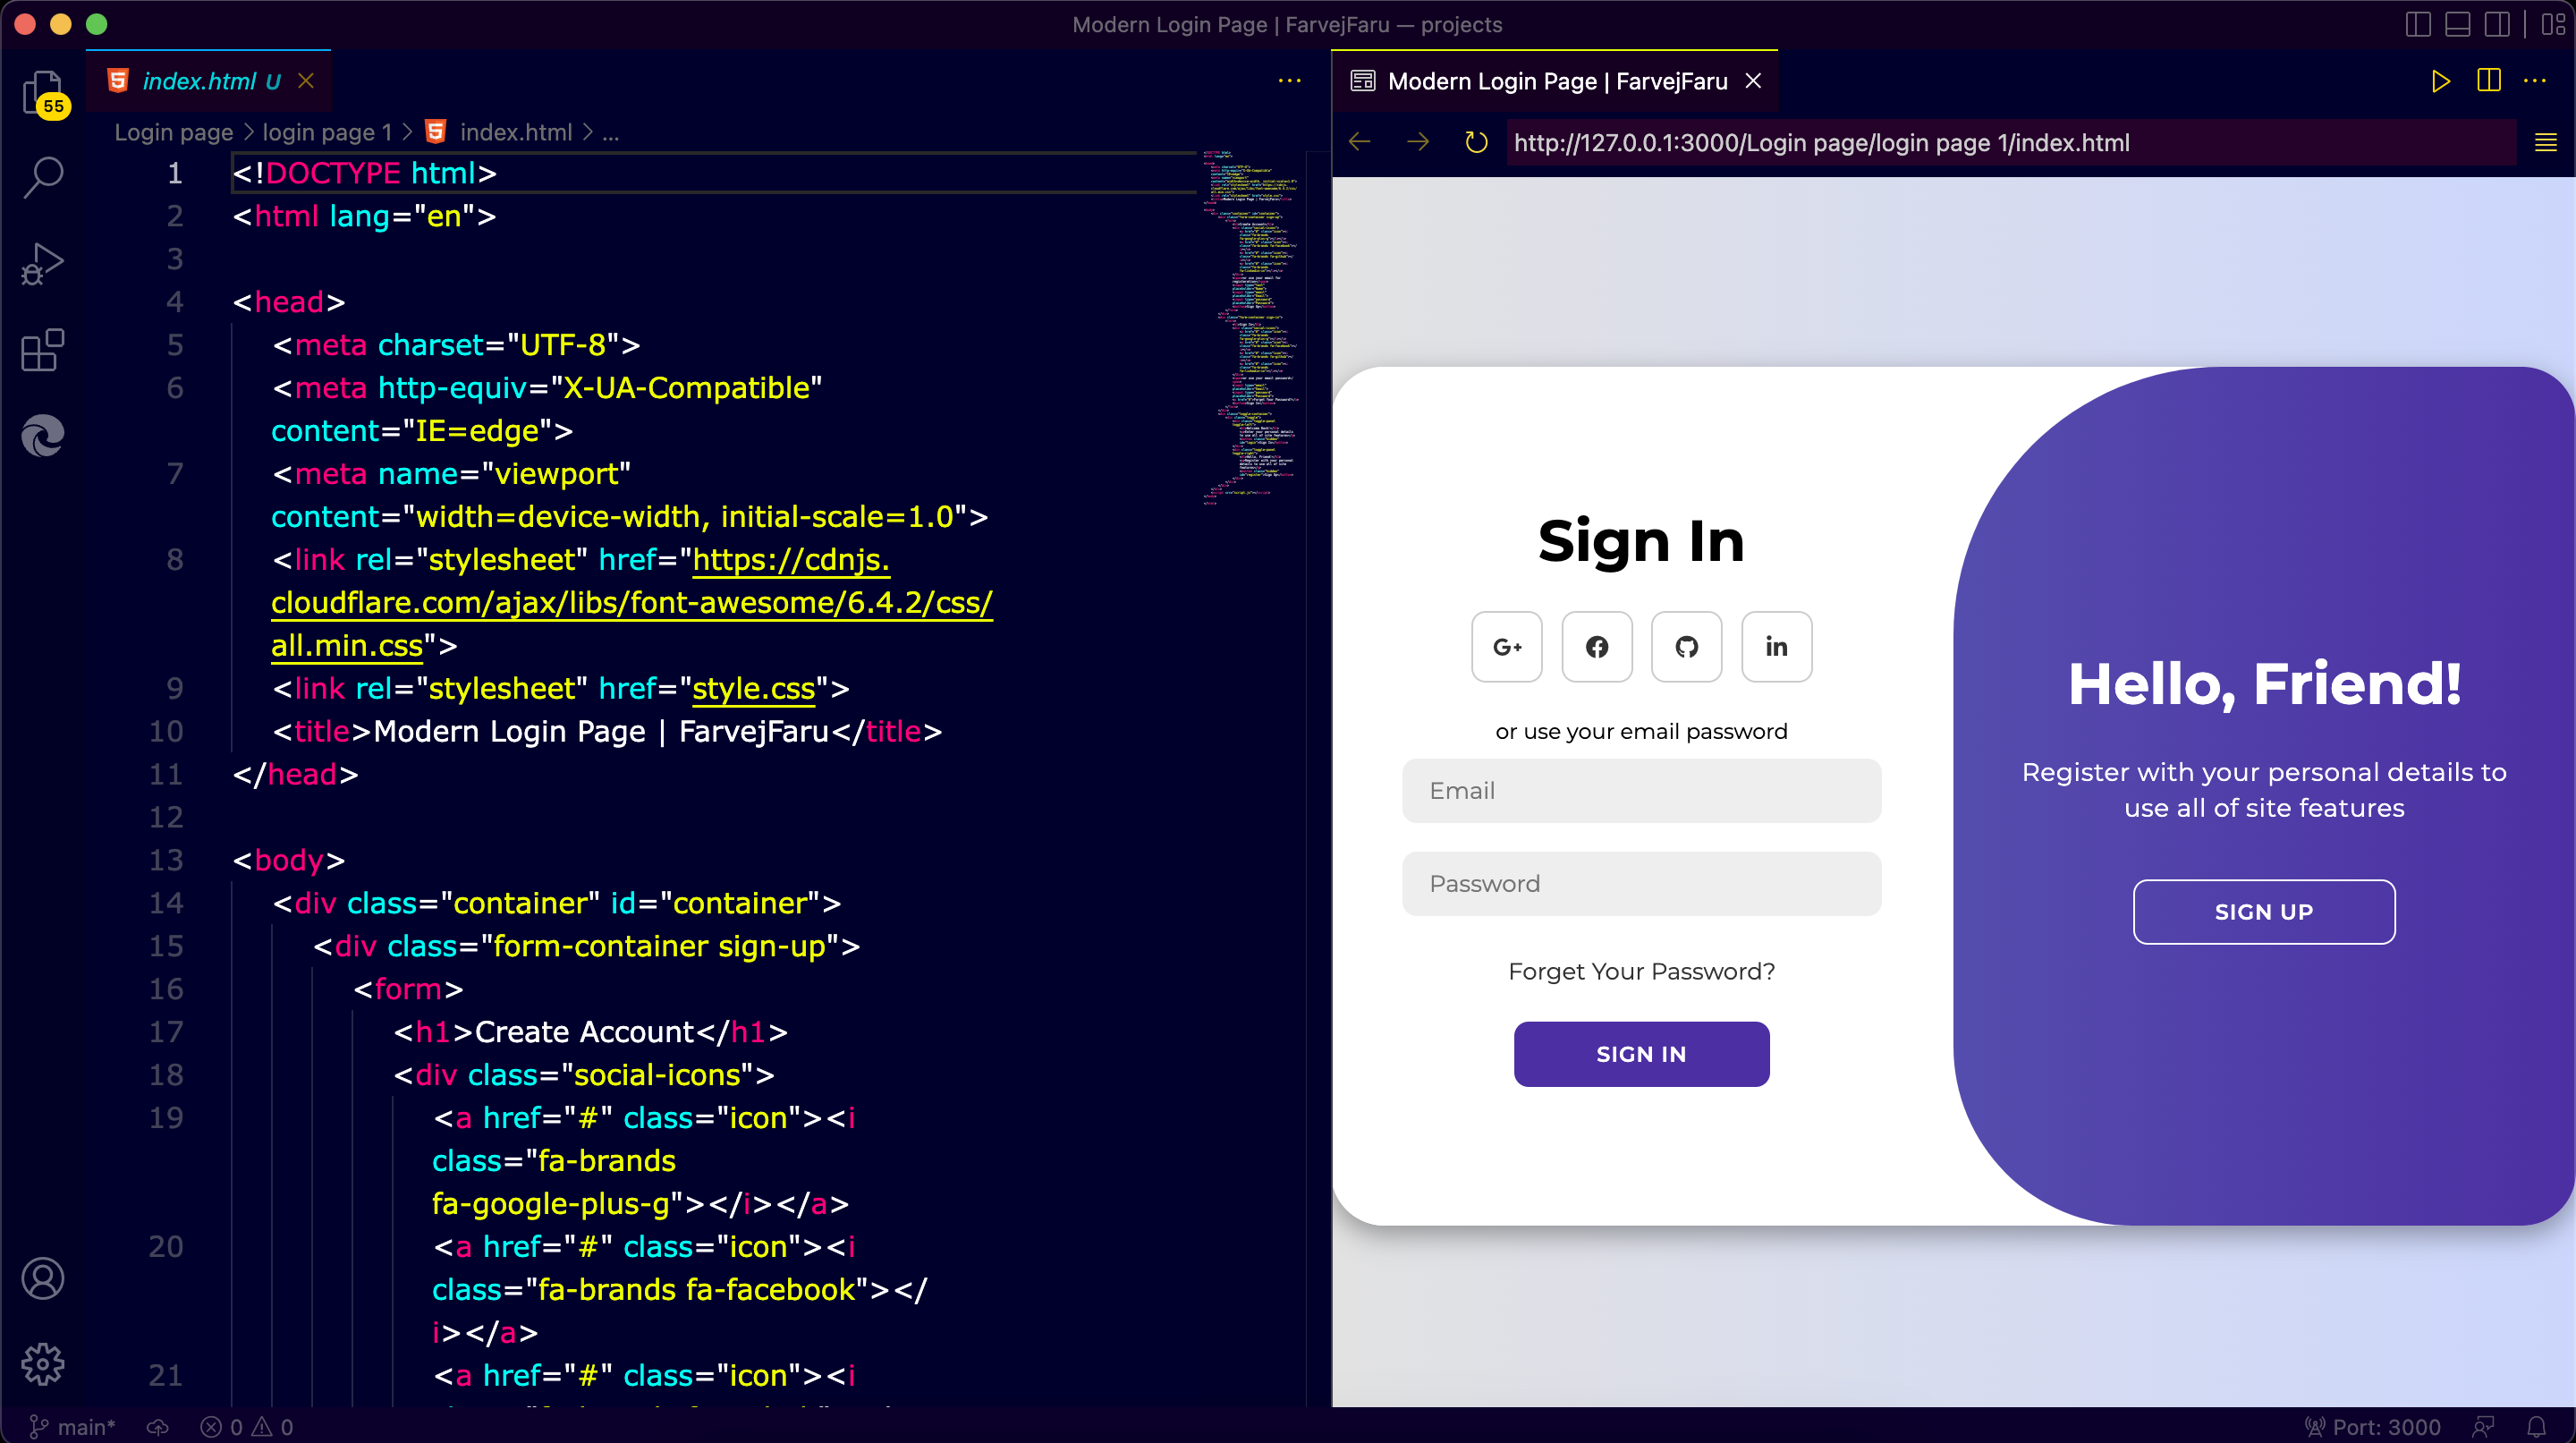 Modern Login Page | FarvejFaru — projects
55
index.html U
Login page > login page 1 > index.html > ...
1 <!DOCTYPE html>
2 <html lang="en">
3
4 <head>
5 <meta charset="UTF-8">
6 <meta http-equiv="X-UA-Compatible"
content="IE=edge">
7 <meta name="viewport"
content="width=device-width, initial-scale=1.0">
8 <link rel="stylesheet" href="https://cdnjs.
cloudflare.com/ajax/libs/font-awesome/6.4.2/css/
all.min.css">
9 <link rel="stylesheet" href="style.css">
10 <title>Modern Login Page | FarvejFaru</title>
11 </head>
12
13 <body>
14 <div class="container" id="container">
15 <div class="form-container sign-up">
16 <form>
17 <h1>Create Account</h1>
18 <div class="social-icons">
19 <a href="#" class="icon"><i
class="fa-brands
fa-google-plus-g"></i></a>
20 <a href="#" class="icon"><i
class="fa-brands fa-facebook"></
i></a>
21 <a href="#" class="icon"><i
main* 0 0
Modern Login Page | FarvejFaru
http://127.0.0.1:3000/Login page/login page 1/index.html
Sign In
G+ in
or use your email password
Email
Password
Forget Your Password?
SIGN IN
Hello, Friend!
Register with your personal details to
use all of site features
SIGN UP
Port: 3000